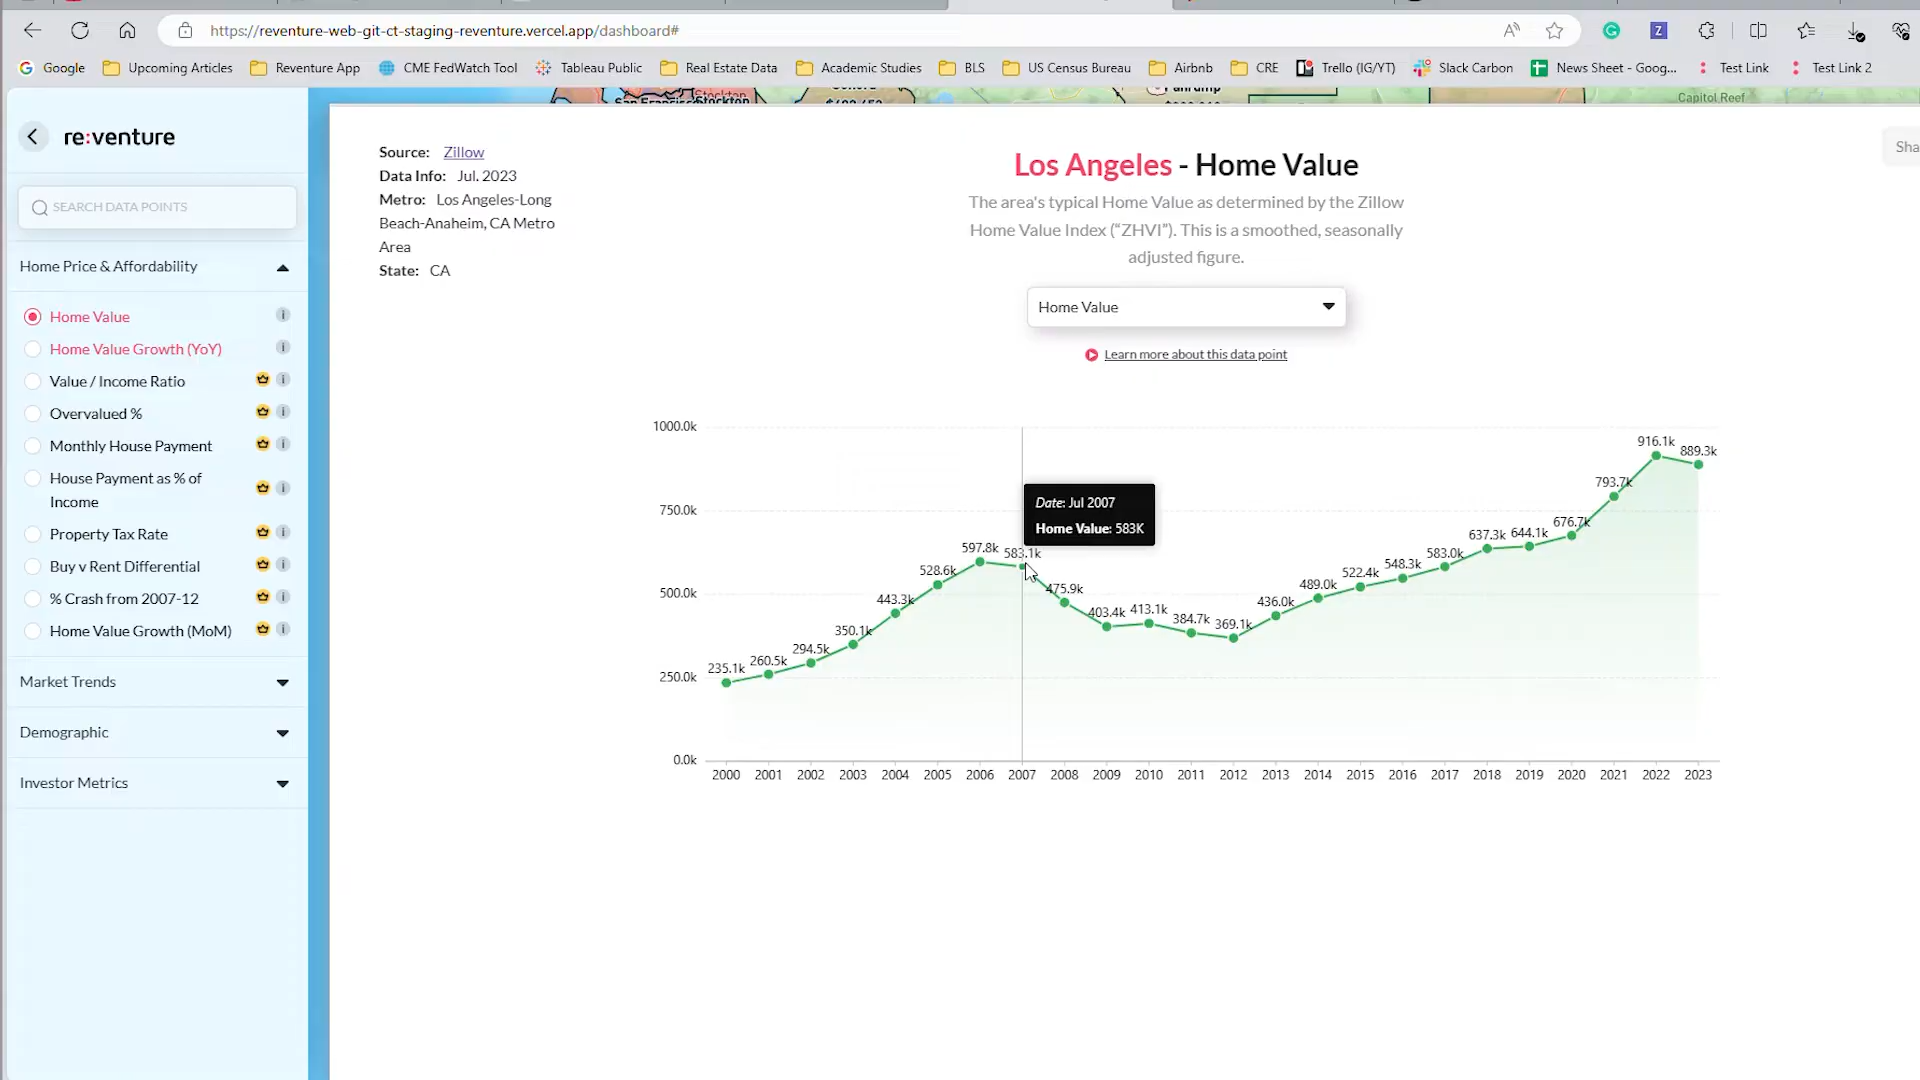 https://reventure-web-git-ct-staging-reventure.vercel.app/dashboard#
Google Upcoming Articles Reventure App CME FedWatch Tool Tableau Public Real Estate Data Academic Studies BLS US Census Bureau Airbnb CRE Trello (IG/YT) Slack Carbon News Sheet - Goog... Test Link Test Link 2
Capitol Reef
re:venture
SEARCH DATA POINTS
Home Price & Affordability
Home Value
Home Value Growth (YoY)
Value / Income Ratio
Overvalued %
Monthly House Payment
House Payment as % of
Income
Property Tax Rate
Buy v Rent Differential
% Crash from 2007-12
Home Value Growth (MoM)
Market Trends
Demographic
Investor Metrics
Source: Zillow
Data Info: Jul. 2023
Metro: Los Angeles-Long
Beach-Anaheim, CA Metro
Area
State: CA
Los Angeles - Home Value
Sha
The area's typical Home Value as determined by the Zillow
Home Value Index (“ZHVI”). This is a smoothed, seasonally
adjusted figure.
Home Value
Learn more about this data point
1000.0k
750.0k
500.0k
250.0k
0.0k
235.1k 260.5k 294.5k 350.1k 443.3k 528.6k 597.8k 583.1k 475.9k 403.4k 413.1k 384.7k 369.1k 436.0k 489.0k 522.4k 548.3k 583.0k 637.3k 644.1k 676.7k 793.7k 916.1k 889.3k
Date: Jul 2007
Home Value: 583K
2000 2001 2002 2003 2004 2005 2006 2007 2008 2009 2010 2011 2012 2013 2014 2015 2016 2017 2018 2019 2020 2021 2022 2023